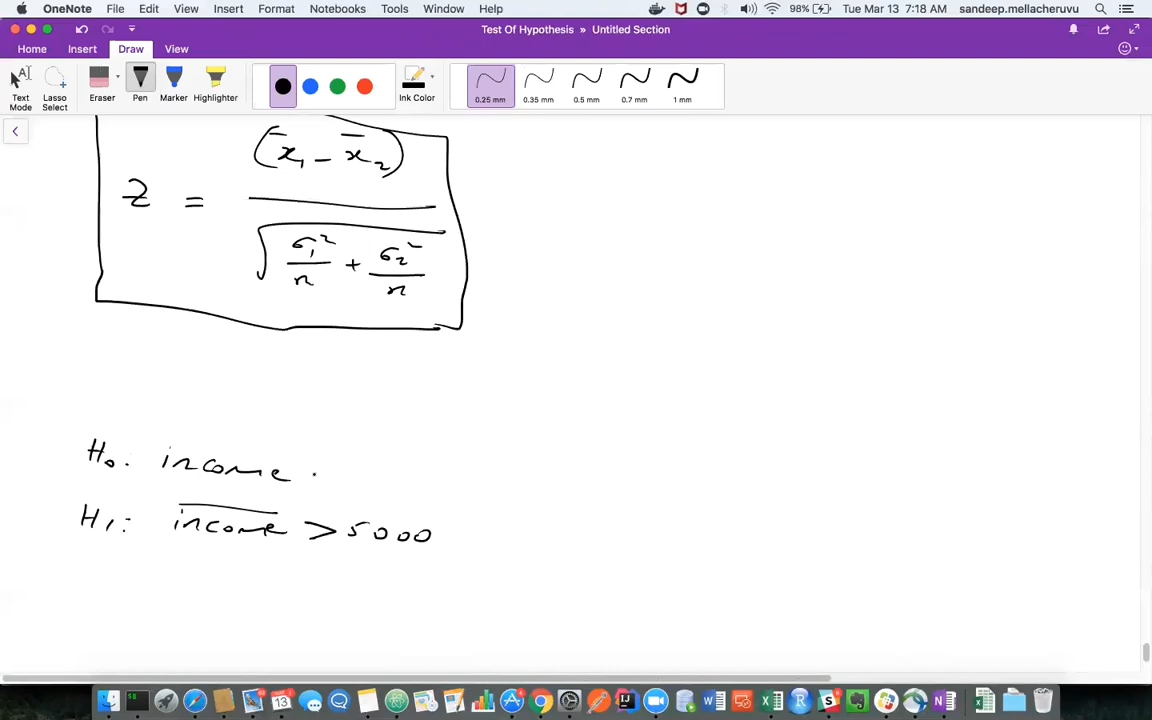 OneNote File Edit View Insert Format Notebooks Tools Window Help 98% Tue Mar 13 7:18 AM sandeep.mellacheruvu
Test Of Hypothesis » Untitled Section
Home Insert Draw View
Text Mode Lasso Select Eraser Pen Marker Highlighter Ink Color 0.25 mm 0.35 mm 0.5 mm 0.7 mm 1 mm
Z = (x̄₁ - x̄₂) / √(σ₁²/n + σ₂²/n)
H₀: income
H₁: income > 5000